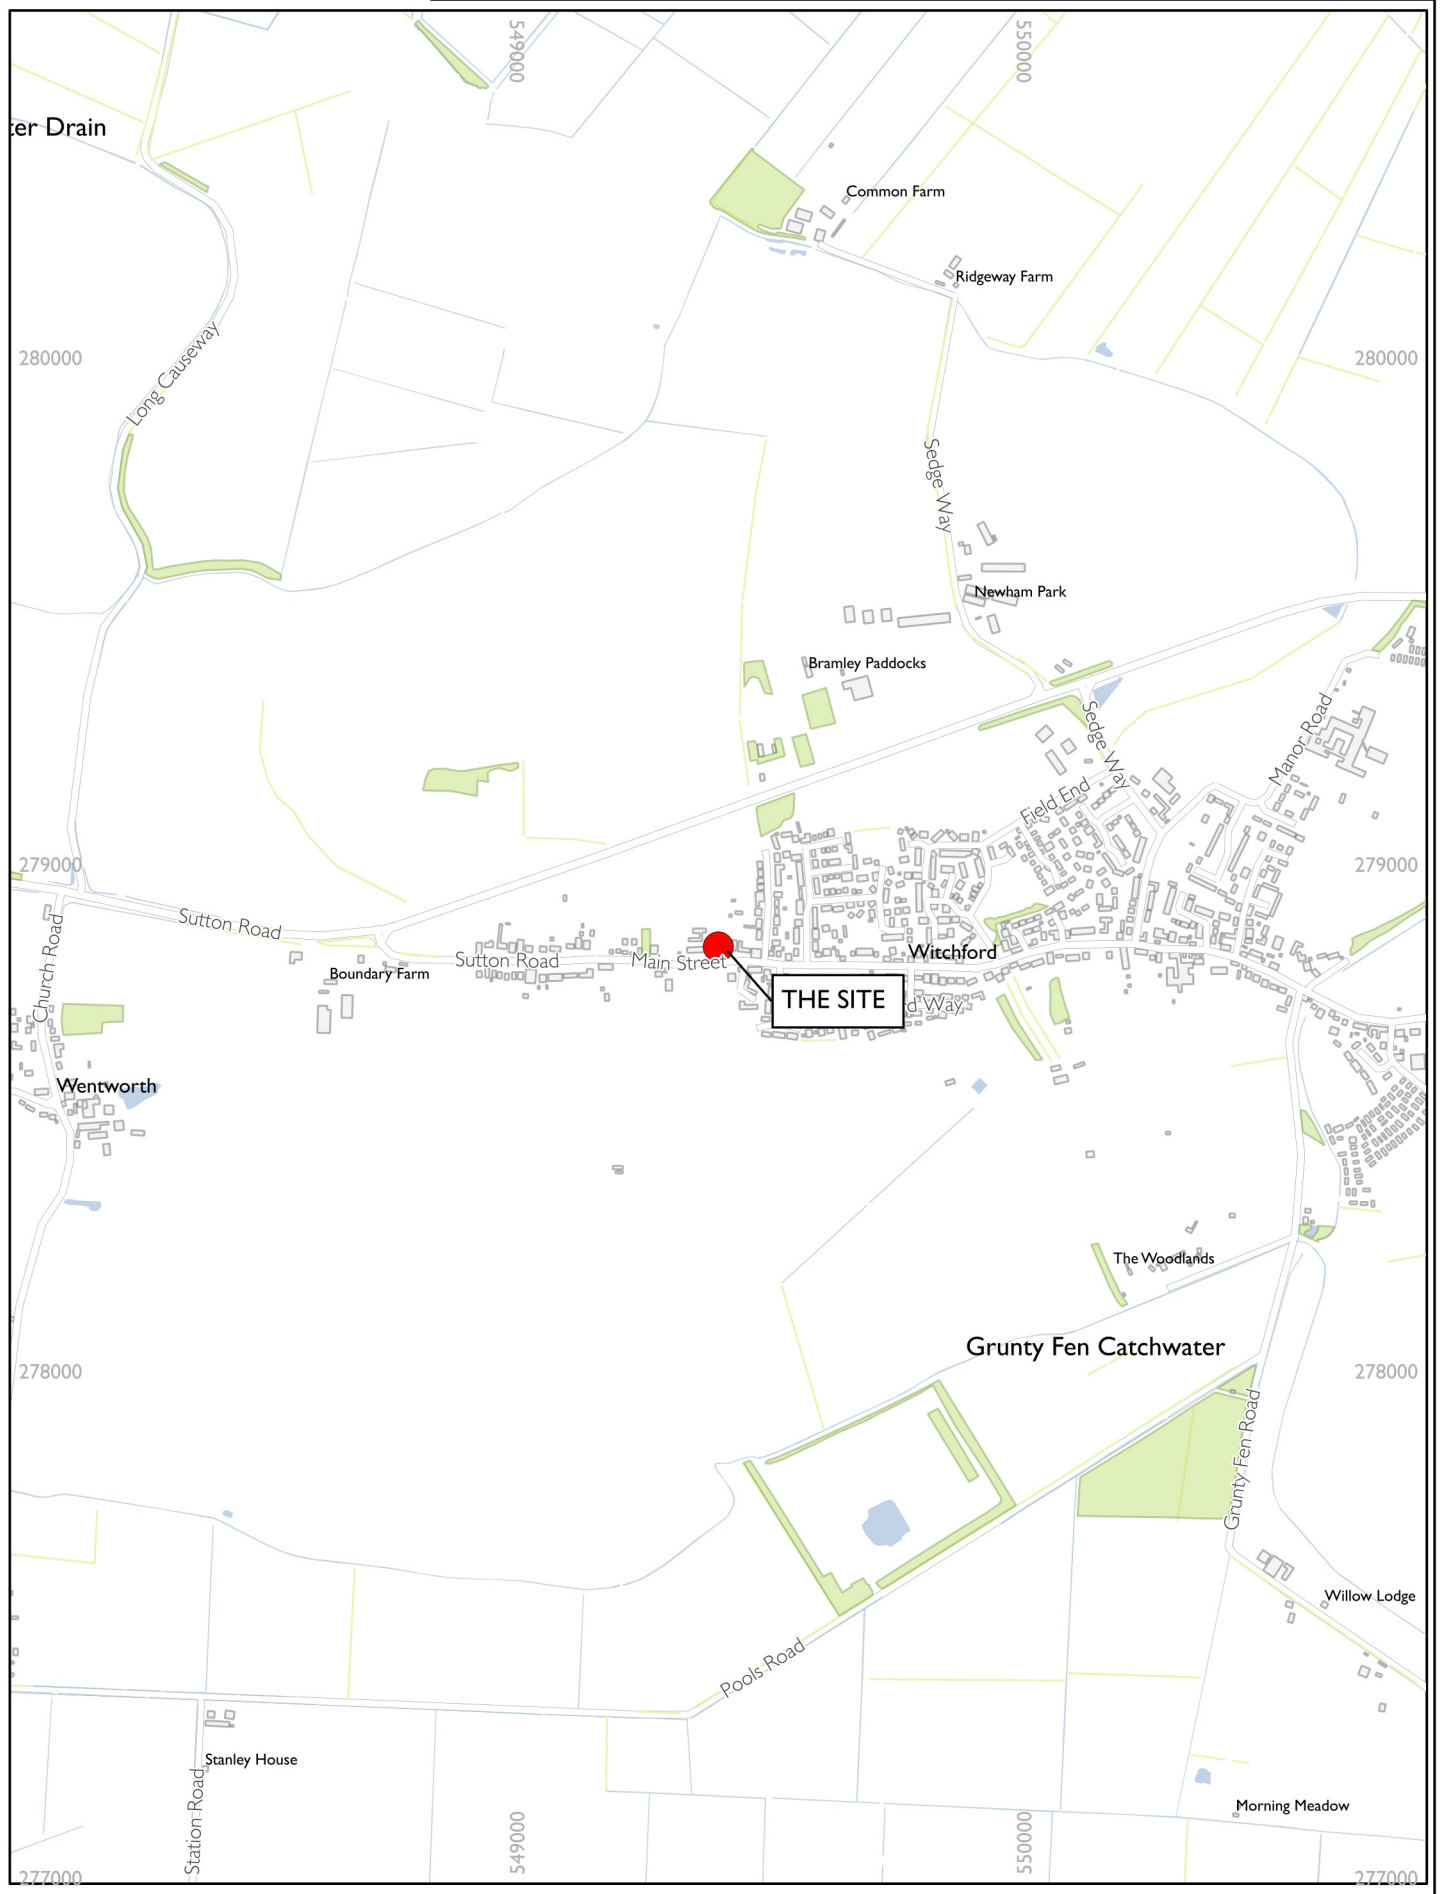 549000
550000
ter Drain
Common Farm
Ridgeway Farm
Long Causeway
280000
280000
Sedge Way
Newham Park
Bramley Paddocks
Sedge Way
Manor Road
Field End
279000
279000
Church Road
Sutton Road
Boundary Farm
Sutton Road
Main Street
Witchford
THE SITE
d Way
Wentworth
The Woodlands
Grunty Fen Catchwater
278000
278000
Grunty Fen Road
Willow Lodge
Pools Road
Stanley House
Station Road
Morning Meadow
549000
550000
277000
277000